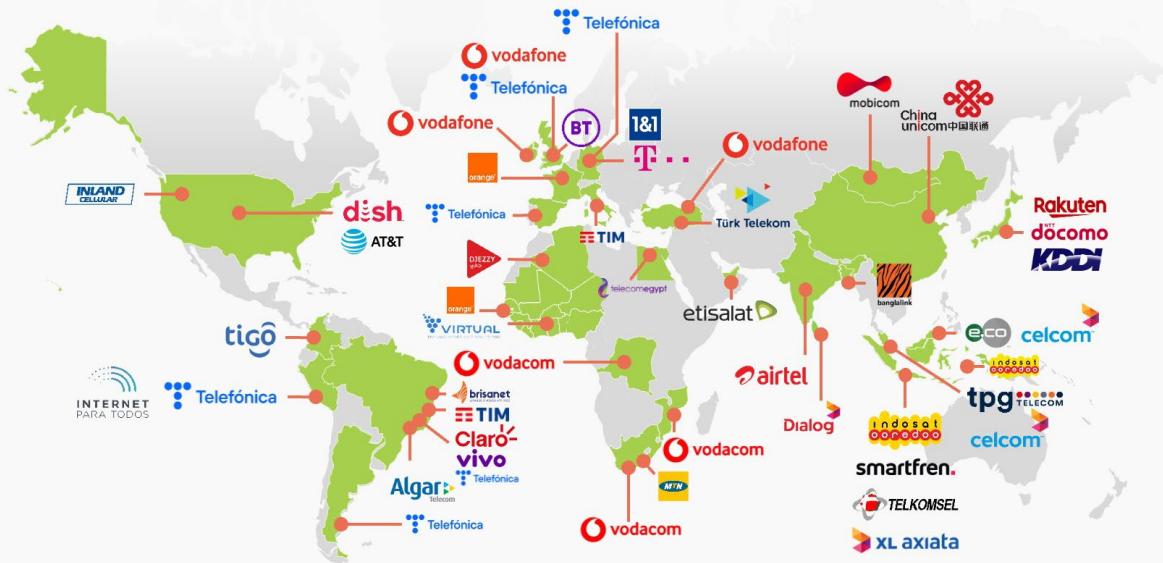 Telefónica
vodafone
Telefónica
vodafone
BT
1&1
T
orange
vodafone
mobicom
China
unicom中国联通
INLAND
CELLULAR
dish
AT&T
Telefónica
TIM
Türk Telekom
Rakuten
NTT
döcomo
KDDI
DJEZZY
telecomegypt
banglalink
orange
VIRTUAL
etisalat
tigo
vodacom
eco
celcom
INTERNET
PARA TODOS
Telefónica
brisanet
TIM
Claro
vivo
Telefónica
Algar
telecom
airtel
Dialog
indosat
ooredoo
tpg TELECOM
celcom
indosat
ooredoo
vodacom
MTN
smartfren.
Telefónica
vodacom
TELKOMSEL
XL axiata